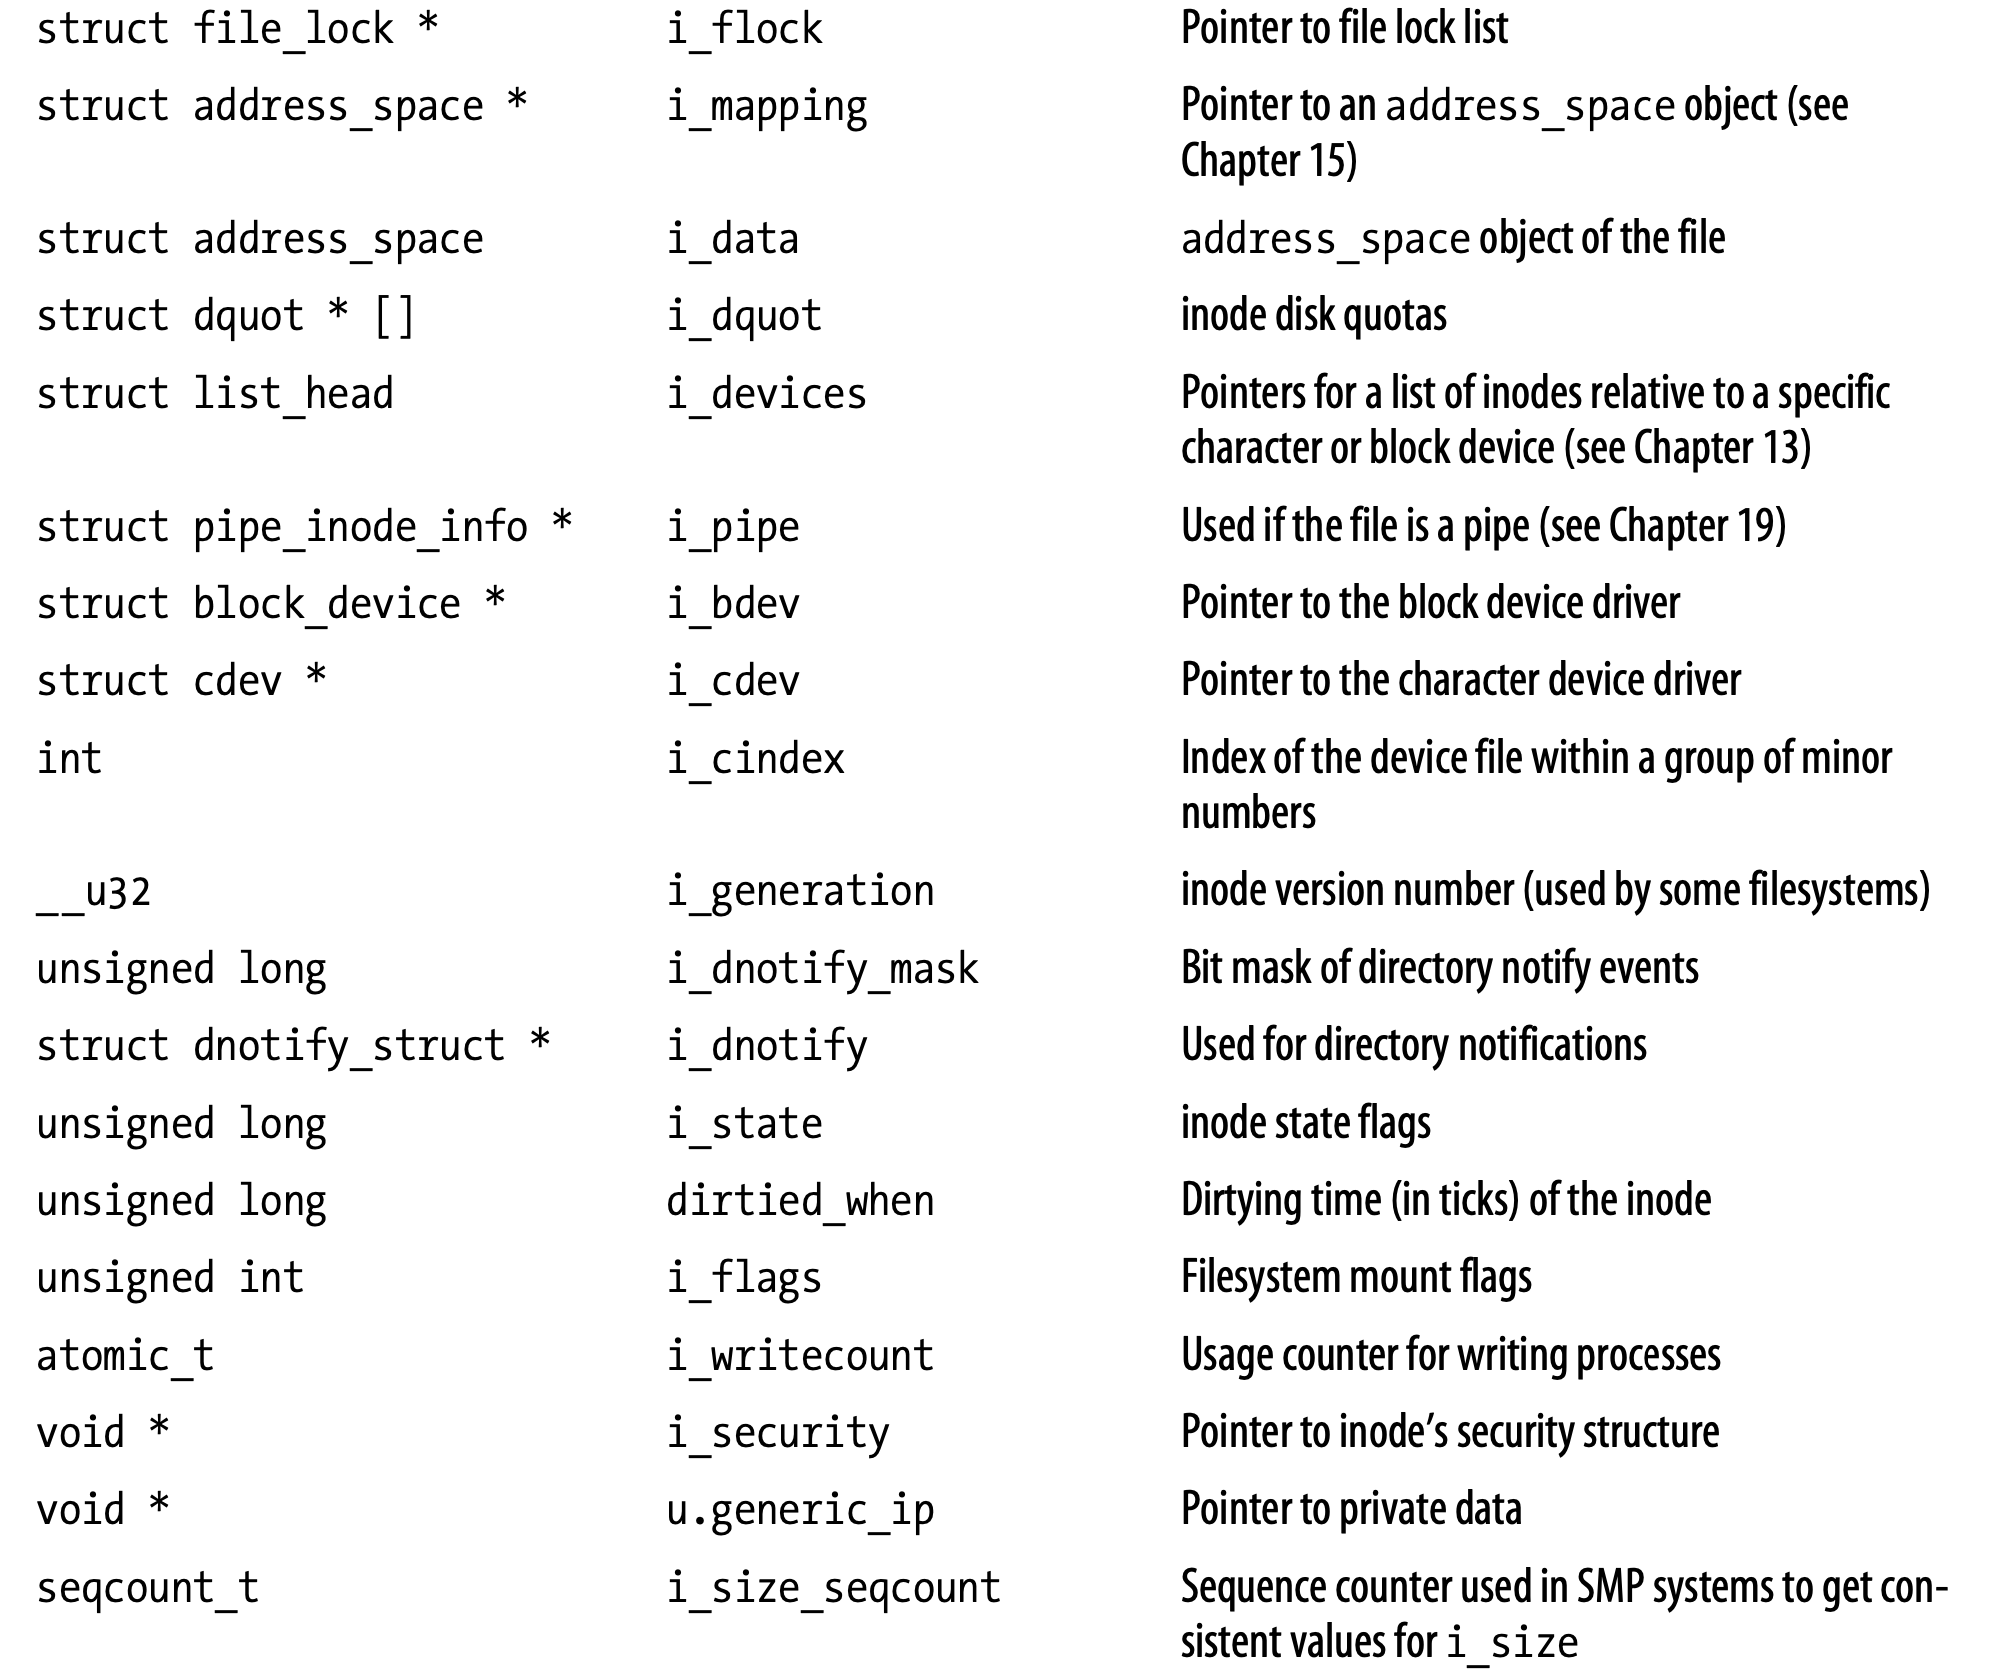 struct file_lock * i_flock Pointer to file lock list
struct address_space * i_mapping Pointer to an address_space object (see
Chapter 15)
struct address_space i_data address_space object of the file
struct dquot * [] i_dquot inode disk quotas
struct list_head i_devices Pointers for a list of inodes relative to a specific
character or block device (see Chapter 13)
struct pipe_inode_info * i_pipe Used if the file is a pipe (see Chapter 19)
struct block_device * i_bdev Pointer to the block device driver
struct cdev * i_cdev Pointer to the character device driver
int i_cindex Index of the device file within a group of minor
numbers
__u32 i_generation inode version number (used by some filesystems)
unsigned long i_dnotify_mask Bit mask of directory notify events
struct dnotify_struct * i_dnotify Used for directory notifications
unsigned long i_state inode state flags
unsigned long dirtied_when Dirtying time (in ticks) of the inode
unsigned int i_flags Filesystem mount flags
atomic_t i_writecount Usage counter for writing processes
void * i_security Pointer to inode’s security structure
void * u.generic_ip Pointer to private data
seqcount_t i_size_seqcount Sequence counter used in SMP systems to get con-
sistent values for i_size